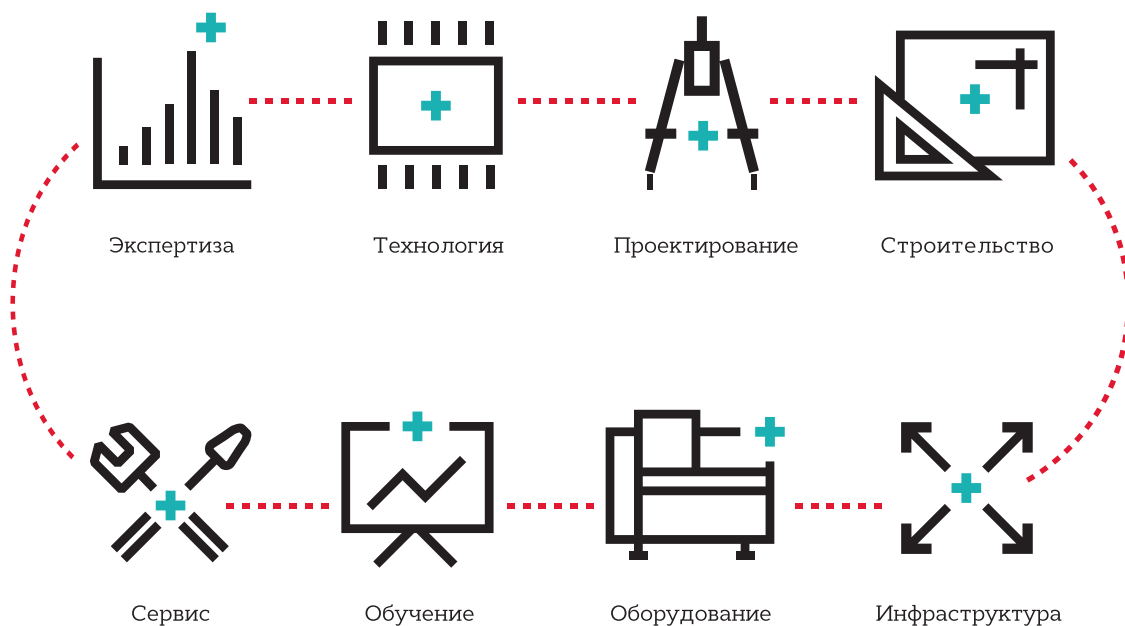 Экспертиза
Технология
Проектирование
Строительство
Сервис
Обучение
Оборудование
Инфраструктура